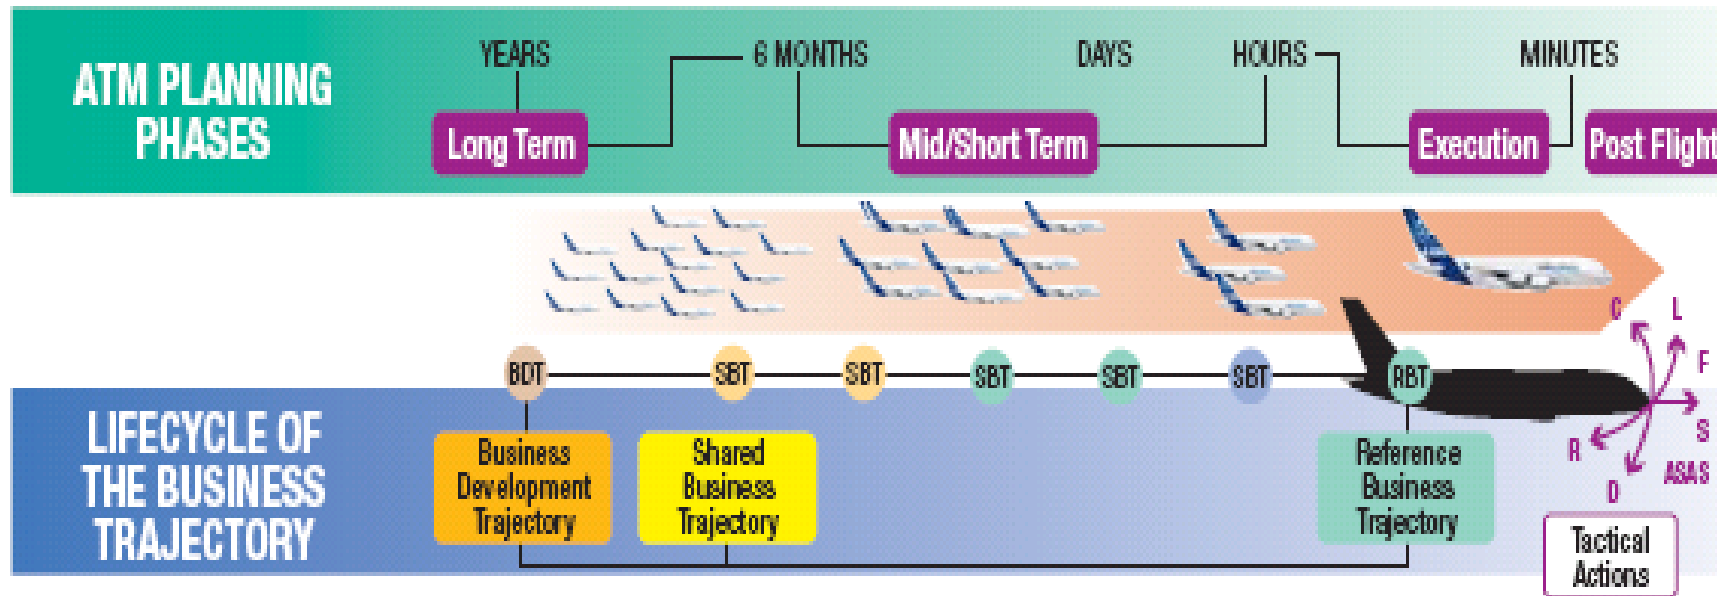 ATM PLANNING
PHASES
YEARS
6 MONTHS
DAYS
HOURS
MINUTES
Long Term
Mid/Short Term
Execution
Post Flight
BDT
SBT
SBT
SBT
SBT
SBT
RBT
C
L
F
S
R
D
ASAS
LIFECYCLE OF
THE BUSINESS
TRAJECTORY
Business
Development
Trajectory
Shared
Business
Trajectory
Reference
Business
Trajectory
Tactical
Actions